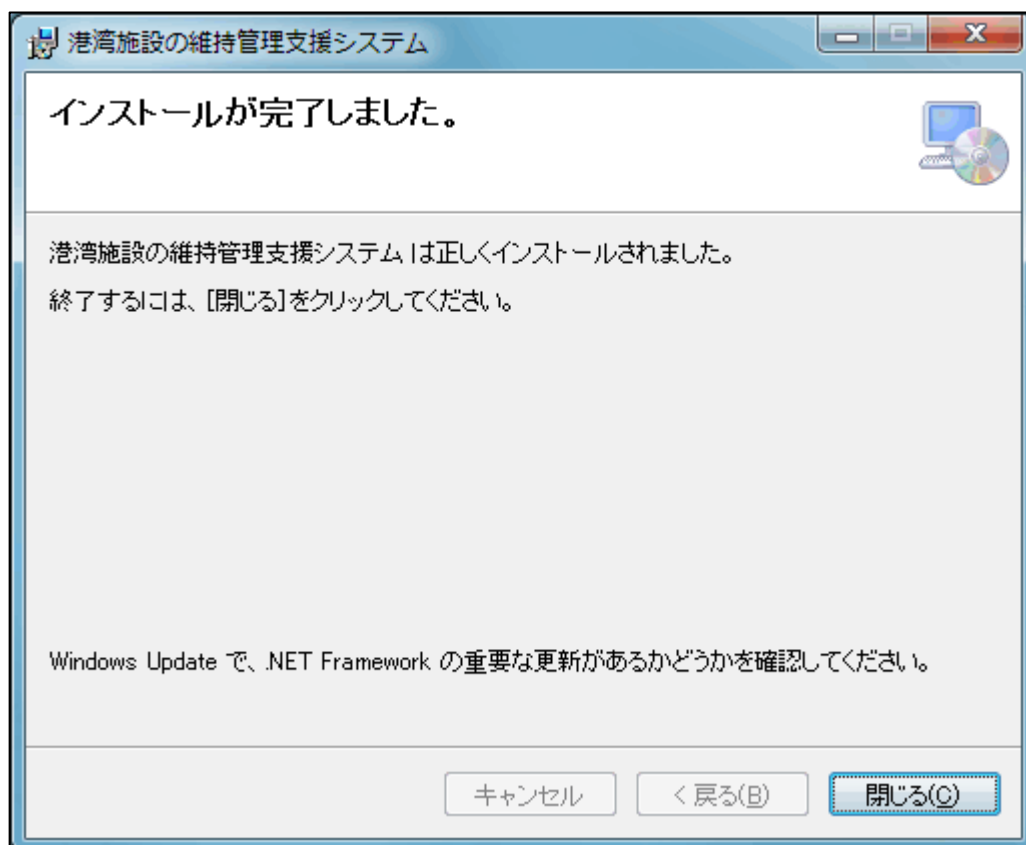 港湾施設の維持管理支援システム
インストールが完了しました。
港湾施設の維持管理支援システム は正しくインストールされました。
終了するには、[閉じる]をクリックしてください。
Windows Update で、.NET Framework の重要な更新があるかどうかを確認してください。
キャンセル
< 戻る(B)
閉じる(C)